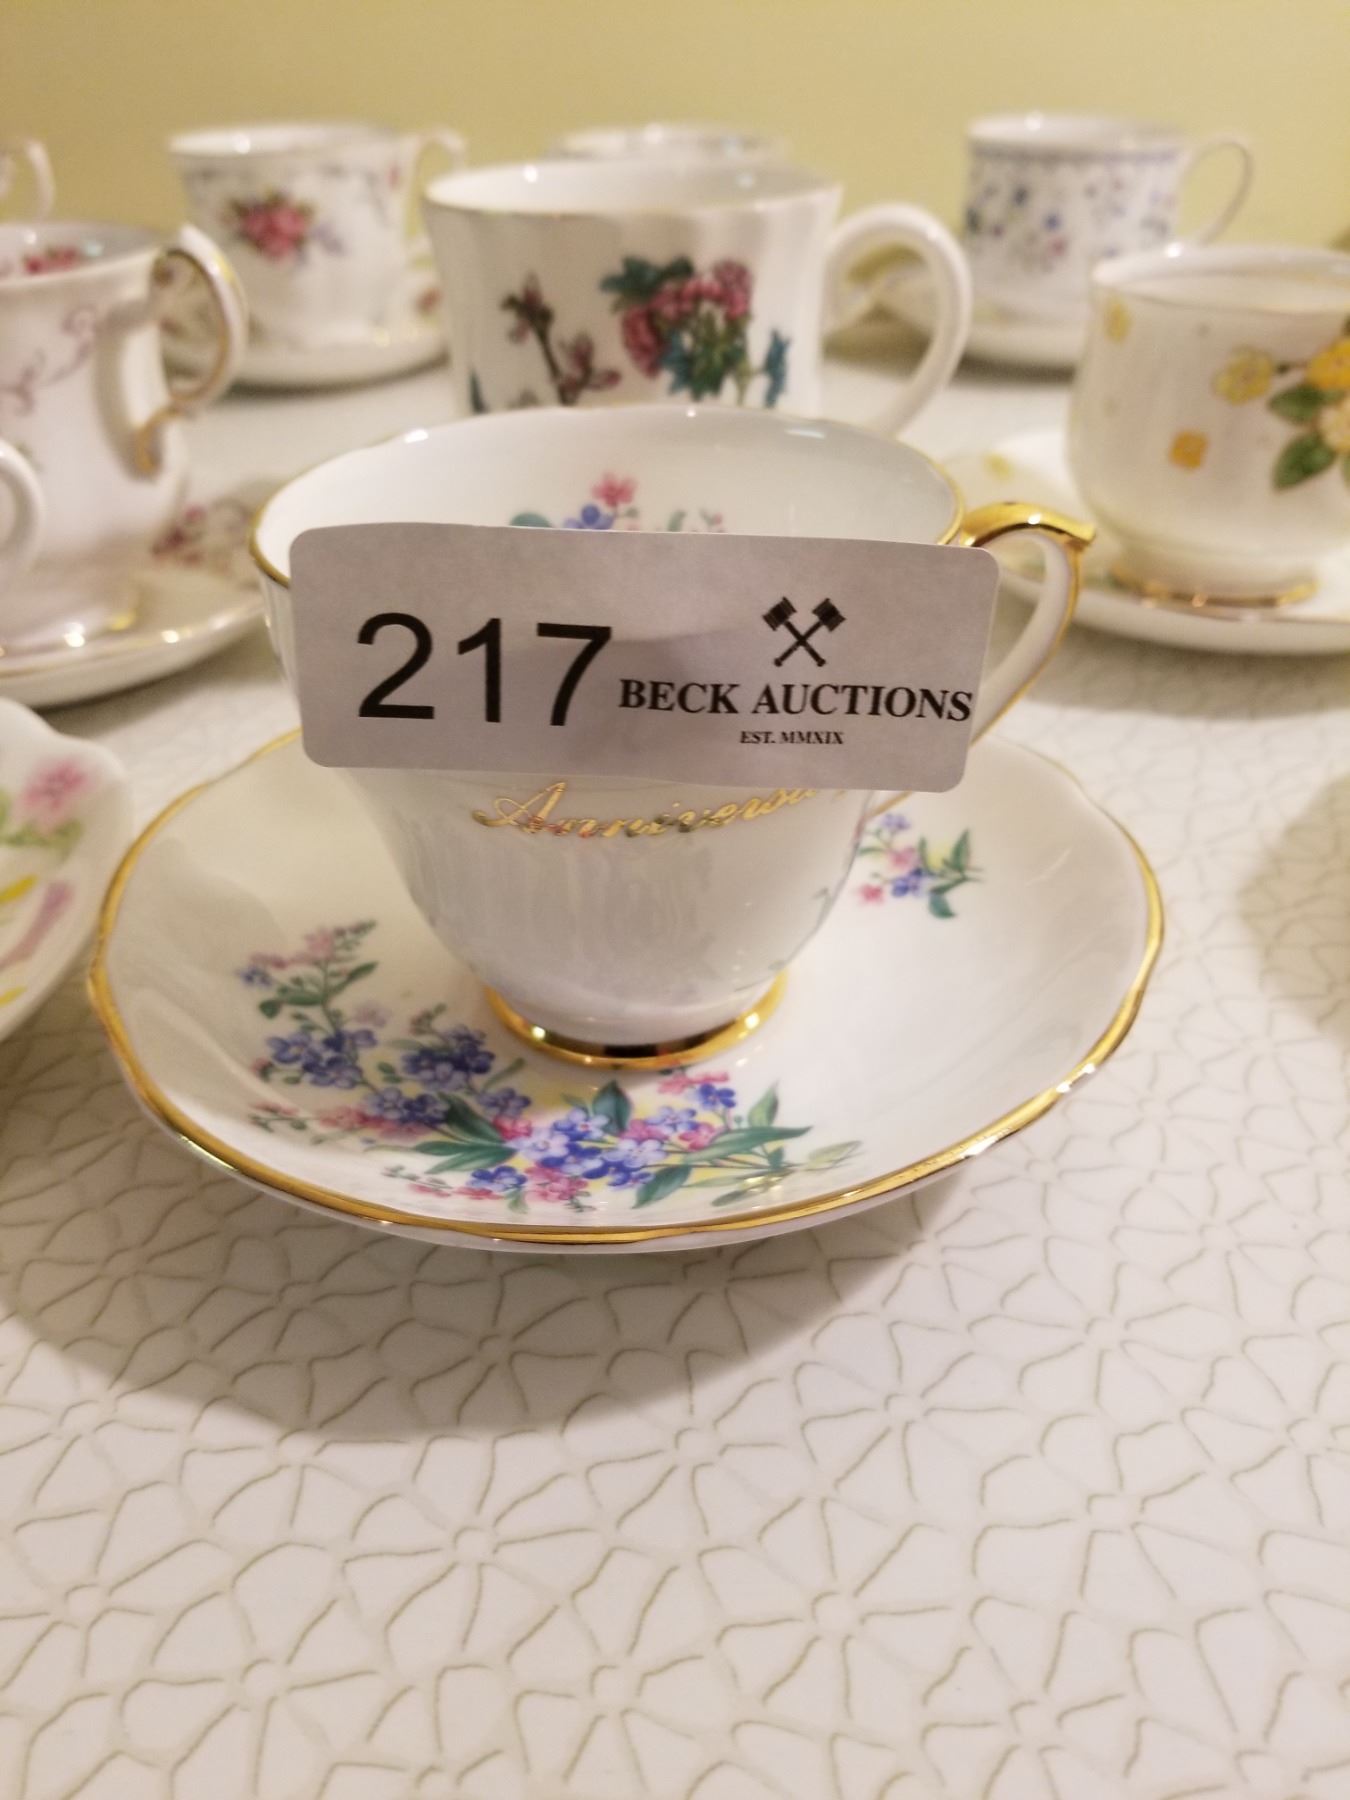 217
BECK AUCTIONS
EST. MMXIX